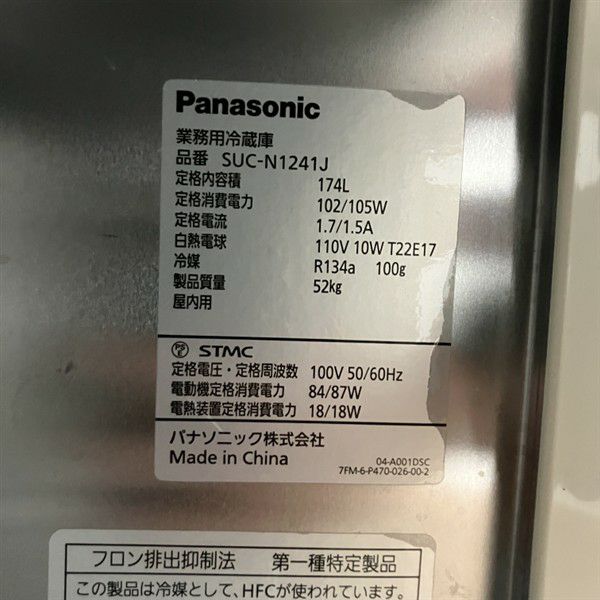 Panasonic
業務用冷蔵庫
品番 SUC-N1241J
定格内容積 174L
定格消費電力 102/105W
定格電流 1.7/1.5A
白熱電球 110V 10W T22E17
冷媒 R134a 100g
製品質量 52kg
屋内用
PS E STMC
定格電圧・定格周波数 100V 50/60Hz
電動機定格消費電力 84/87W
電熱装置定格消費電力 18/18W
パナソニック株式会社
Made in China
04-A001DSC
7FM-6-P470-026-00-2
フロン排出抑制法 第一種特定製品
この製品は冷媒として、HFCが使われています。